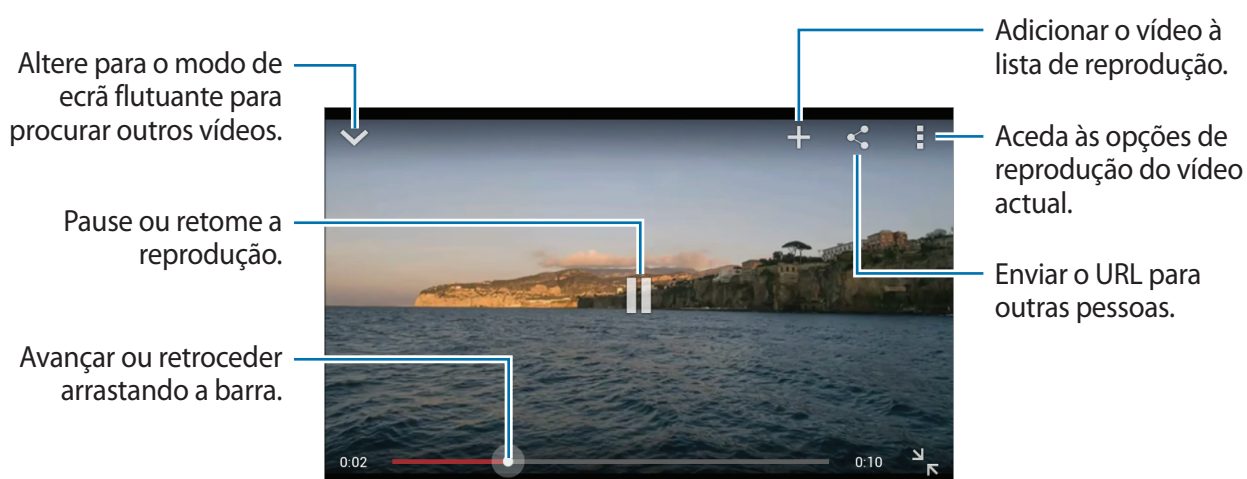 Altere para o modo de
ecrã flutuante para
procurar outros vídeos.
Pause ou retome a
reprodução.
Avançar ou retroceder
arrastando a barra.
Adicionar o vídeo à
lista de reprodução.
Aceda às opções de
reprodução do vídeo
actual.
Enviar o URL para
outras pessoas.
0:02
0:10